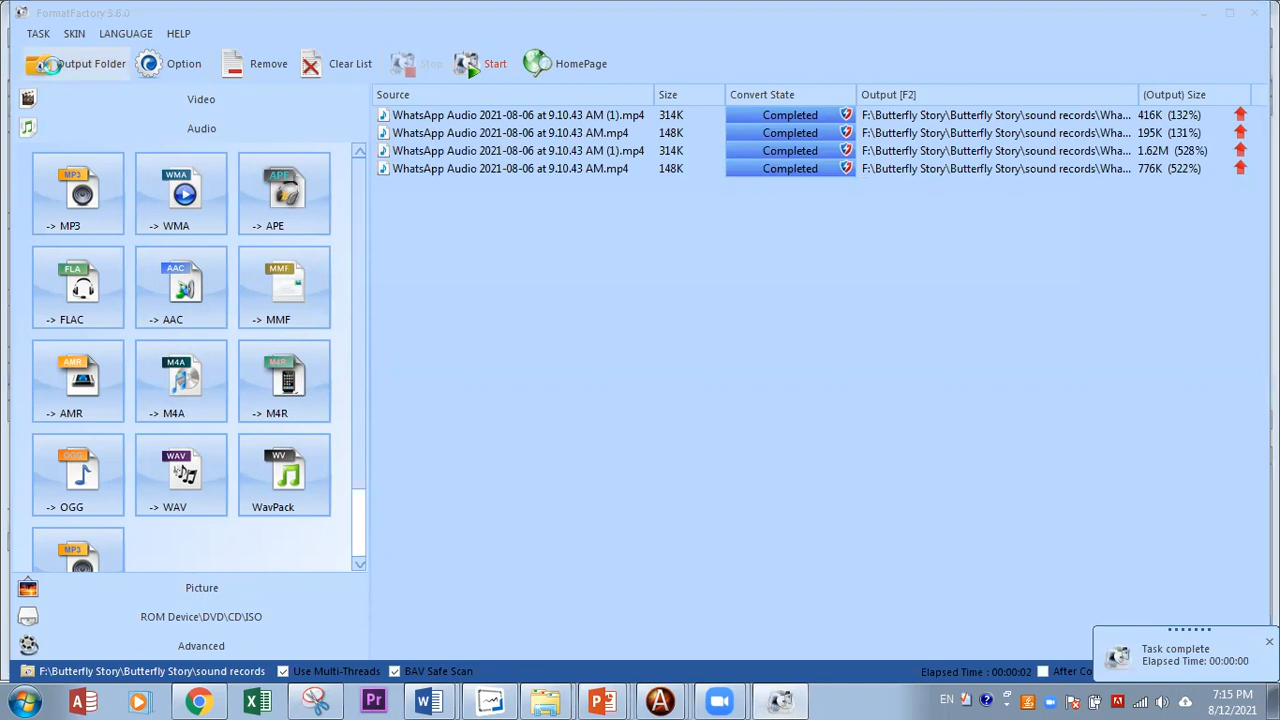 FormatFactory 3.6.0
TASK SKIN LANGUAGE HELP
Output Folder Option Remove Clear List Stop Start HomePage
Video
Audio
MP3 WMA APE
-> MP3 -> WMA -> APE
FLA AAC MMF
-> FLAC -> AAC -> MMF
AMR M4A M4R
-> AMR -> M4A -> M4R
OGG WAV WV
-> OGG -> WAV WavPack
MP3
Picture
ROM Device\DVD\CD\ISO
Advanced
Source Size Convert State Output [F2] (Output) Size
WhatsApp Audio 2021-08-06 at 9.10.43 AM (1).mp4 314K Completed F:\Butterfly Story\Butterfly Story\sound records\Wha... 416K (132%)
WhatsApp Audio 2021-08-06 at 9.10.43 AM.mp4 148K Completed F:\Butterfly Story\Butterfly Story\sound records\Wha... 195K (131%)
WhatsApp Audio 2021-08-06 at 9.10.43 AM (1).mp4 314K Completed F:\Butterfly Story\Butterfly Story\sound records\Wha... 1.62M (528%)
WhatsApp Audio 2021-08-06 at 9.10.43 AM.mp4 148K Completed F:\Butterfly Story\Butterfly Story\sound records\Wha... 776K (522%)
Task complete
Elapsed Time: 00:00:00
F:\Butterfly Story\Butterfly Story\sound records Use Multi-Threads BAV Safe Scan Elapsed Time : 00:00:02 After Co
Pr
EN 7:15 PM
8/12/2021